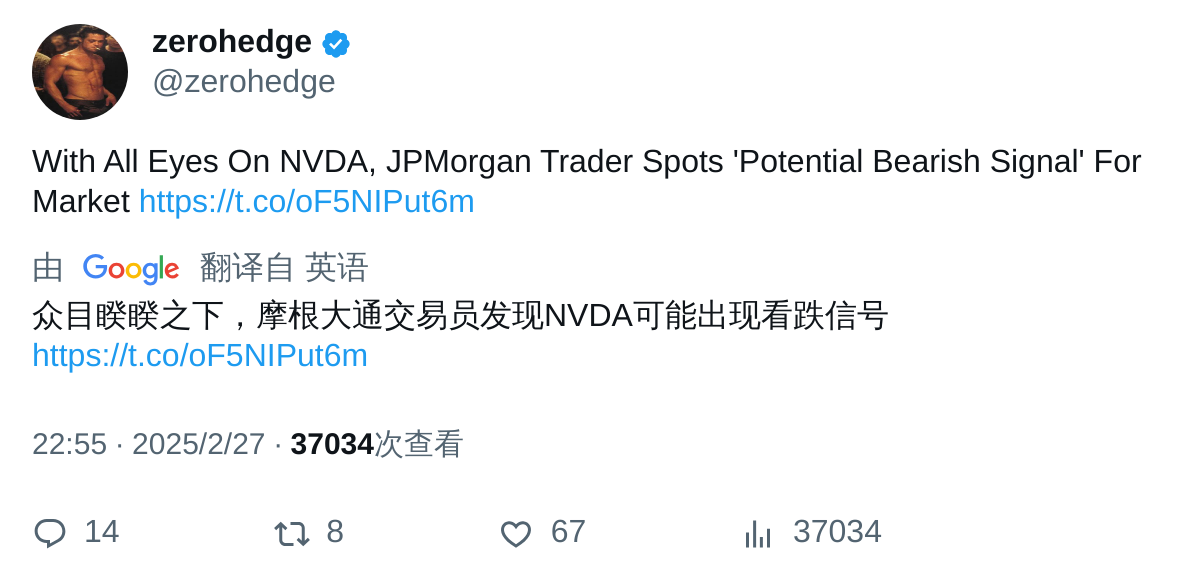 zerohedge
@zerohedge
With All Eyes On NVDA, JPMorgan Trader Spots 'Potential Bearish Signal' For
Market https://t.co/oF5NIPut6m
由 Google 翻译自 英语
众目睽睽之下，摩根大通交易员发现NVDA可能出现看跌信号
https://t.co/oF5NIPut6m
22:55 · 2025/2/27 · 37034次查看
14 8 67 37034